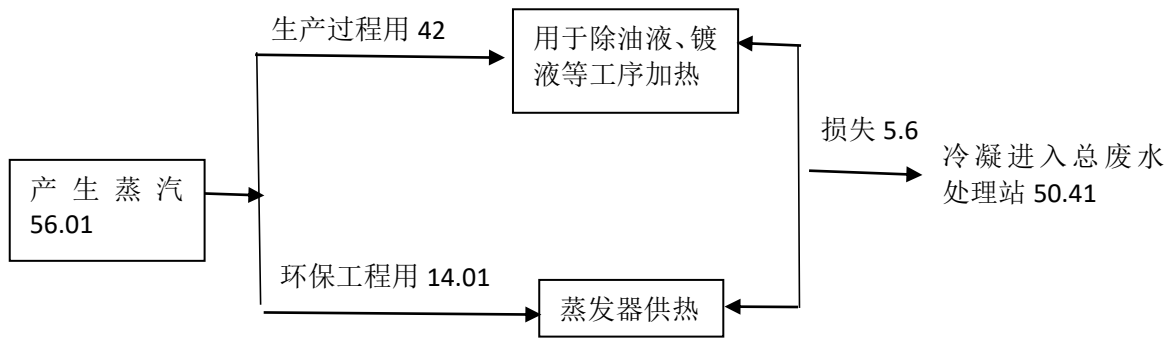 生产过程用 42
用于除油液、镀
液等工序加热
损失 5.6
冷凝进入总废水
处理站 50.41
产生蒸汽
56.01
环保工程用 14.01
蒸发器供热